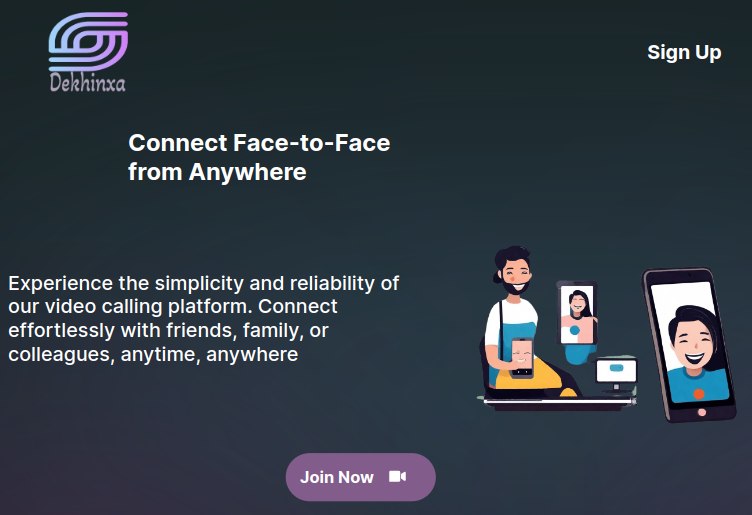 Dekhinxa
Sign Up
Connect Face-to-Face
from Anywhere
Experience the simplicity and reliability of
our video calling platform. Connect
effortlessly with friends, family, or
colleagues, anytime, anywhere
Join Now